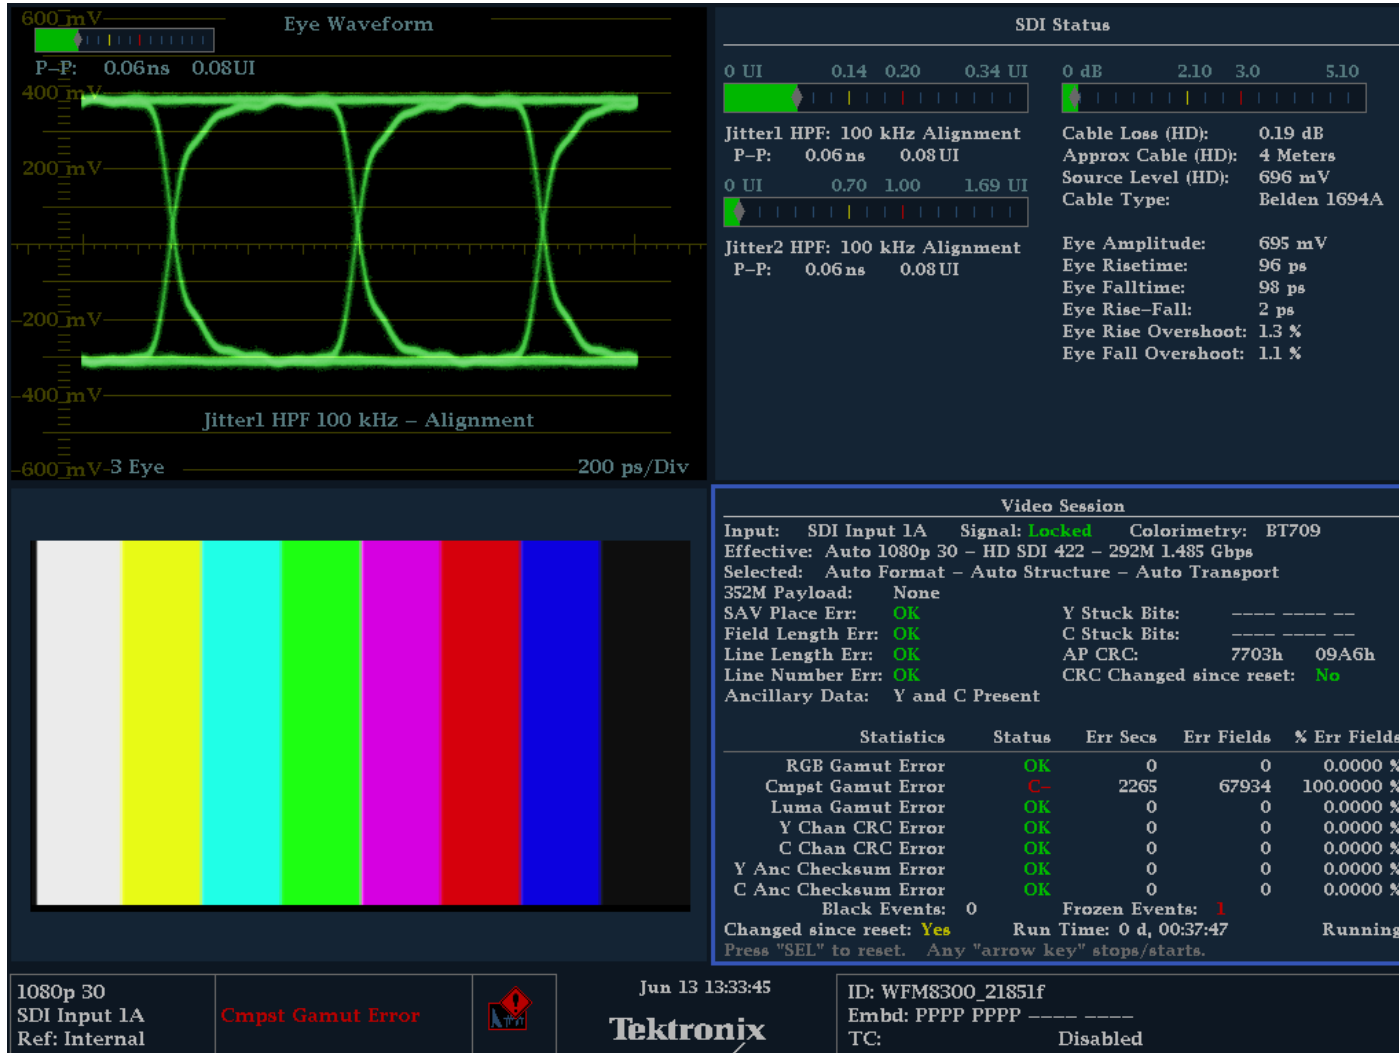 Eye Waveform
600 mV
P-P: 0.06 ns 0.08 UI
400 mV
200 mV
-200 mV
-400 mV
Jitter1 HPF 100 kHz - Alignment
-600 mV
3 Eye
200 ps/Div
SDI Status
0 UI 0.14 0.20 0.34 UI
Jitter1 HPF: 100 kHz Alignment
P-P: 0.06 ns 0.08 UI
0 UI 0.70 1.00 1.69 UI
Jitter2 HPF: 100 kHz Alignment
P-P: 0.06 ns 0.08 UI
0 dB 2.10 3.0 5.10
Cable Loss (HD): 0.19 dB
Approx Cable (HD): 4 Meters
Source Level (HD): 696 mV
Cable Type: Belden 1694A
Eye Amplitude: 695 mV
Eye Risetime: 96 ps
Eye Falltime: 98 ps
Eye Rise-Fall: 2 ps
Eye Rise Overshoot: 1.3 %
Eye Fall Overshoot: 1.1 %
Video Session
Input: SDI Input 1A Signal: Locked Colorimetry: BT709
Effective: Auto 1080p 30 - HD SDI 422 - 292M 1.485 Gbps
Selected: Auto Format - Auto Structure - Auto Transport
352M Payload: None
SAV Place Err: OK Y Stuck Bits: ---- ---- --
Field Length Err: OK C Stuck Bits: ---- ---- --
Line Length Err: OK AP CRC: 7703h 09A6h
Line Number Err: OK CRC Changed since reset: No
Ancillary Data: Y and C Present
Statistics Status Err Secs Err Fields % Err Fields
RGB Gamut Error OK 0 0 0.0000 %
Cmpst Gamut Error C- 2265 67934 100.0000 %
Luma Gamut Error OK 0 0 0.0000 %
Y Chan CRC Error OK 0 0 0.0000 %
C Chan CRC Error OK 0 0 0.0000 %
Y Anc Checksum Error OK 0 0 0.0000 %
C Anc Checksum Error OK 0 0 0.0000 %
Black Events: 0 Frozen Events: 1
Changed since reset: Yes Run Time: 0 d, 00:37:47 Running
Press "SEL" to reset. Any "arrow key" stops/starts.
1080p 30
SDI Input 1A
Ref: Internal
Cmpst Gamut Error
Jun 13 13:33:45
Tektronix
ID: WFM8300_21851f
Embd: PPPP PPPP ---- ----
TC: Disabled